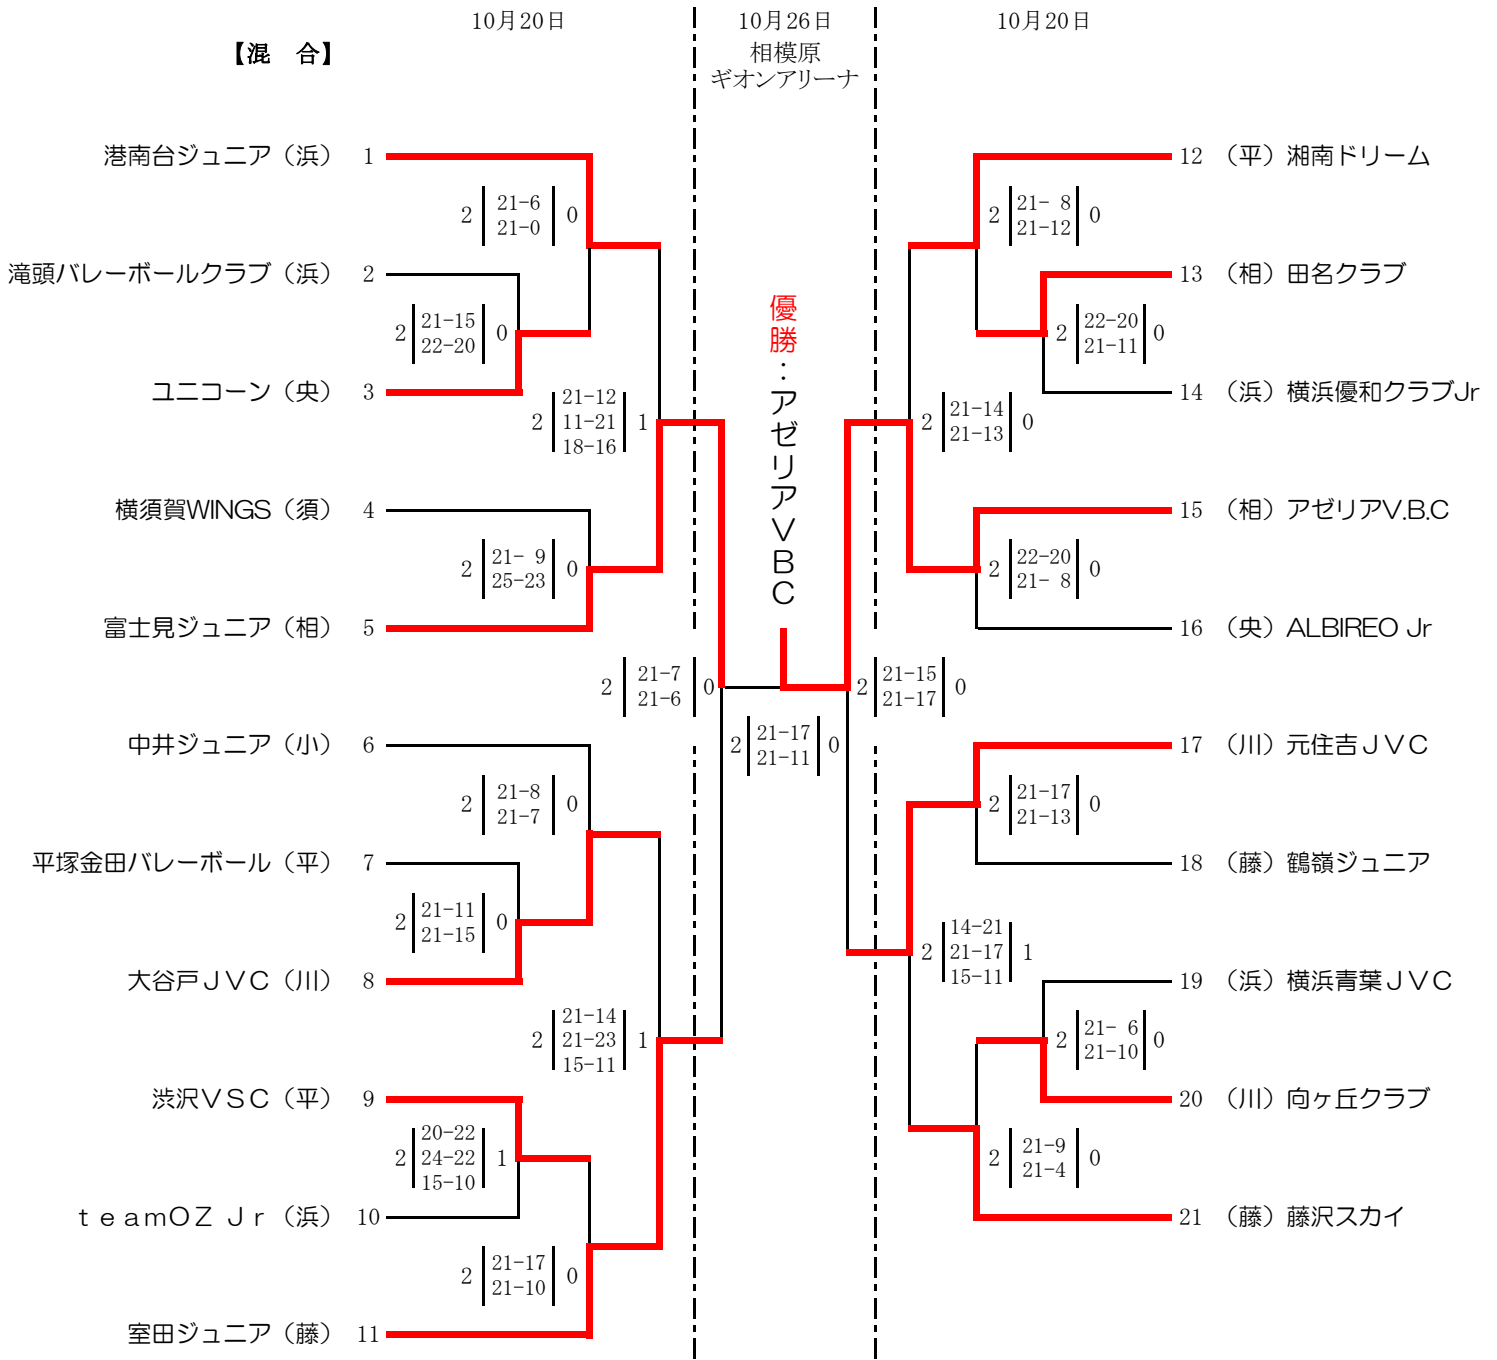 10月20日
10月26日
10月20日
【混　合】
相模原
ギオンアリーナ
港南台ジュニア（浜） 1
12 （平）湘南ドリーム
2 21-6 0
21-0
2 21- 8 0
21-12
滝頭バレーボールクラブ（浜） 2
13 （相）田名クラブ
2 21-15 0
22-20
2 22-20 0
21-11
ユニコーン（央） 3
14 （浜）横浜優和クラブJr
21-12
2 11-21 1
18-16
2 21-14 0
21-13
優勝：アゼリアＶＢＣ
横須賀WINGS（須） 4
15 （相）アゼリアV.B.C
2 21- 9 0
25-23
2 22-20 0
21- 8
富士見ジュニア（相） 5
16 （央）ALBIREO Jr
2 21-7 0
21-6
2 21-15 0
21-17
2 21-17 0
21-11
中井ジュニア（小） 6
17 （川）元住吉ＪＶＣ
2 21-8 0
21-7
2 21-17 0
21-13
平塚金田バレーボール（平） 7
18 （藤）鶴嶺ジュニア
2 21-11 0
21-15
14-21
2 21-17 1
15-11
大谷戸ＪＶＣ（川） 8
19 （浜）横浜青葉ＪＶＣ
21-14
2 21-23 1
15-11
2 21- 6 0
21-10
渋沢ＶＳＣ（平） 9
20 （川）向ヶ丘クラブ
20-22
2 24-22 1
15-10
2 21-9 0
21-4
ｔｅａｍＯＺ Ｊｒ（浜） 10
21 （藤）藤沢スカイ
2 21-17 0
21-10
室田ジュニア（藤） 11